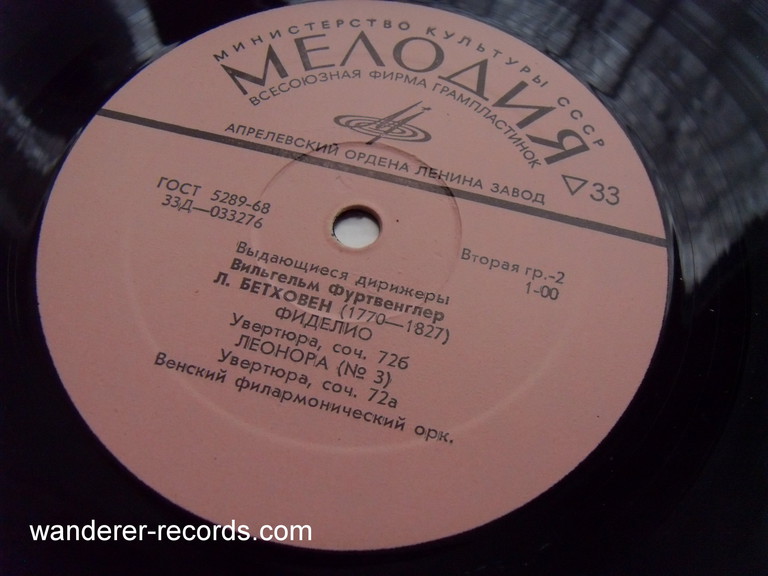 МИНИСТЕРСТВО КУЛЬТУРЫ СССР
МЕЛОДИЯ
ВСЕСОЮЗНАЯ ФИРМА ГРАМПЛАСТИНОК
АПРЕЛЕВСКИЙ ОРДЕНА ЛЕНИНА ЗАВОД
33
ГОСТ 5289-68
33Д—033276
Вторая гр.-2
1-00
Выдающиеся дирижеры
Вильгельм Фуртвенглер
Л. БЕТХОВЕН (1770—1827)
ФИДЕЛИО
Увертюра, соч. 72б
ЛЕОНОРА (№ 3)
Увертюра, соч. 72а
Венский филармонический орк.
wanderer-records.com